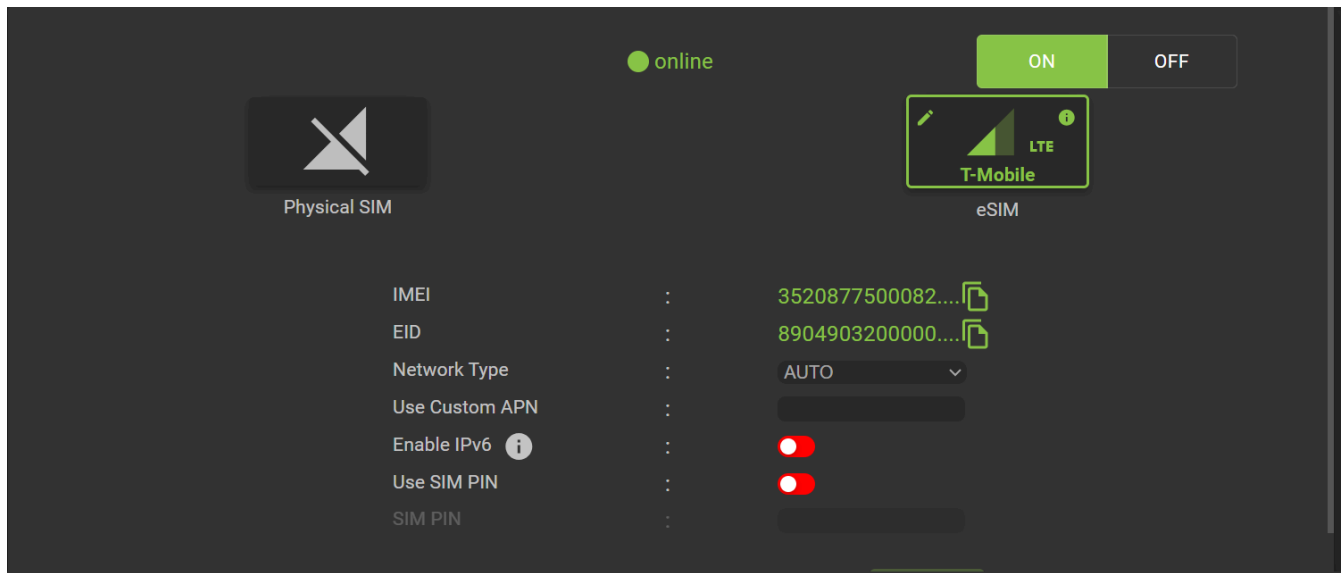 online
ON OFF
LTE
T-Mobile
Physical SIM
eSIM
IMEI : 3520877500082....
EID : 8904903200000....
Network Type : AUTO
Use Custom APN :
Enable IPv6 i :
Use SIM PIN :
SIM PIN :